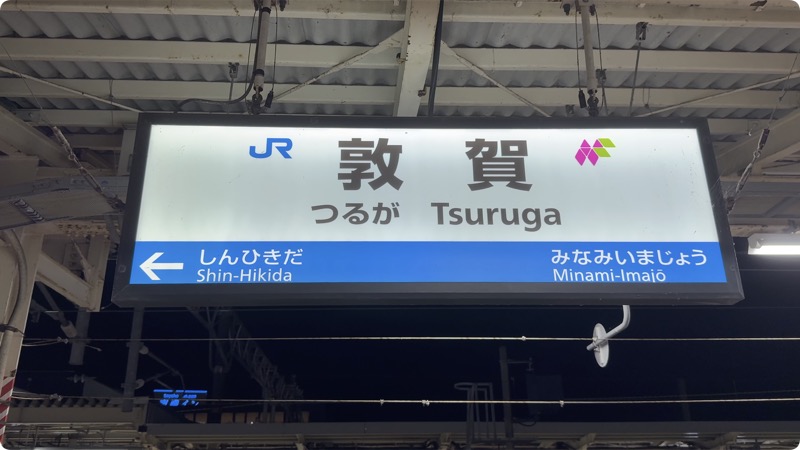 JR 敦賀
つるが Tsuruga
← しんひきだ みなみいまじょう
Shin-Hikida Minami-Imajō